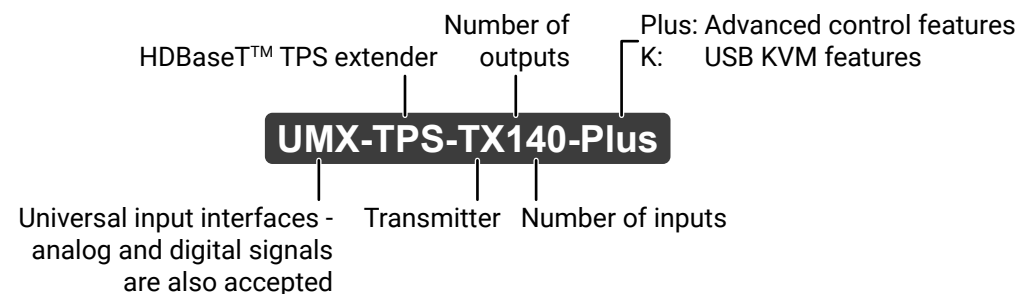 Number of
outputs
HDBaseT™ TPS extender
Plus: Advanced control features
K: USB KVM features
UMX-TPS-TX140-Plus
Universal input interfaces -
analog and digital signals
are also accepted
Transmitter
Number of inputs